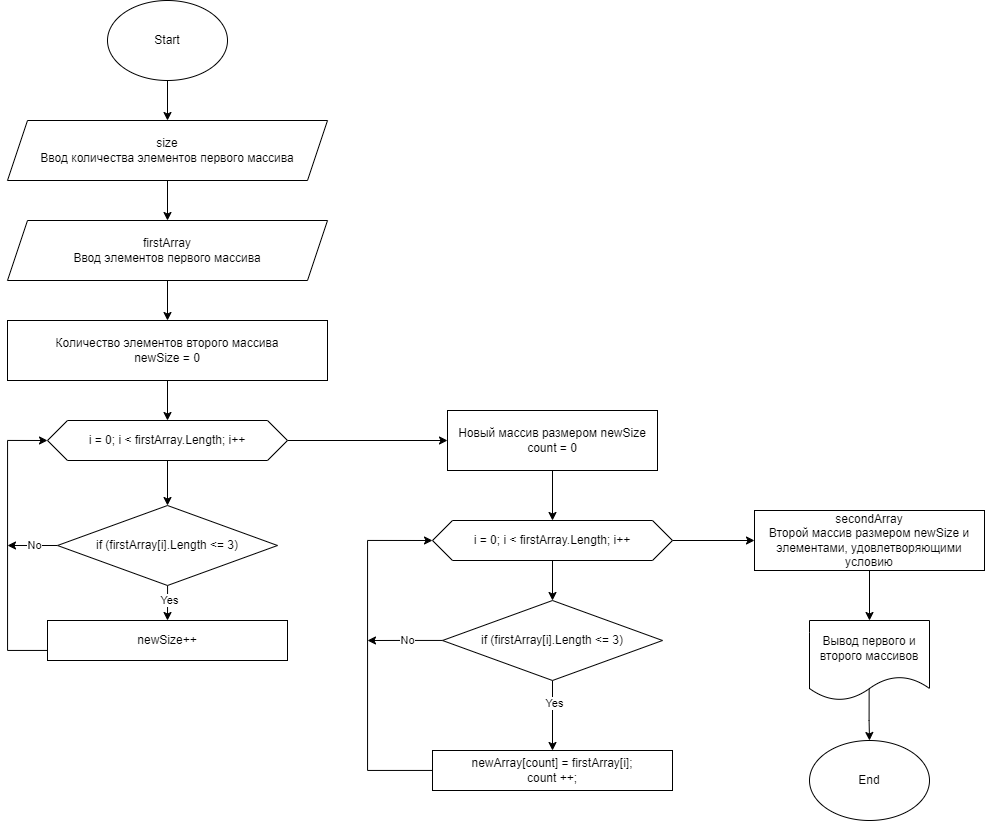 Start
size
Ввод количества элементов первого массива
firstArray
Ввод элементов первого массива
Количество элементов второго массива
newSize = 0
i = 0; i < firstArray.Length; i++
if (firstArray[i].Length <= 3)
No
Yes
newSize++
Новый массив размером newSize
count = 0
i = 0; i < firstArray.Length; i++
if (firstArray[i].Length <= 3)
No
Yes
newArray[count] = firstArray[i];
count ++;
secondArray
Второй массив размером newSize и
элементами, удовлетворяющими
условию
Вывод первого и
второго массивов
End